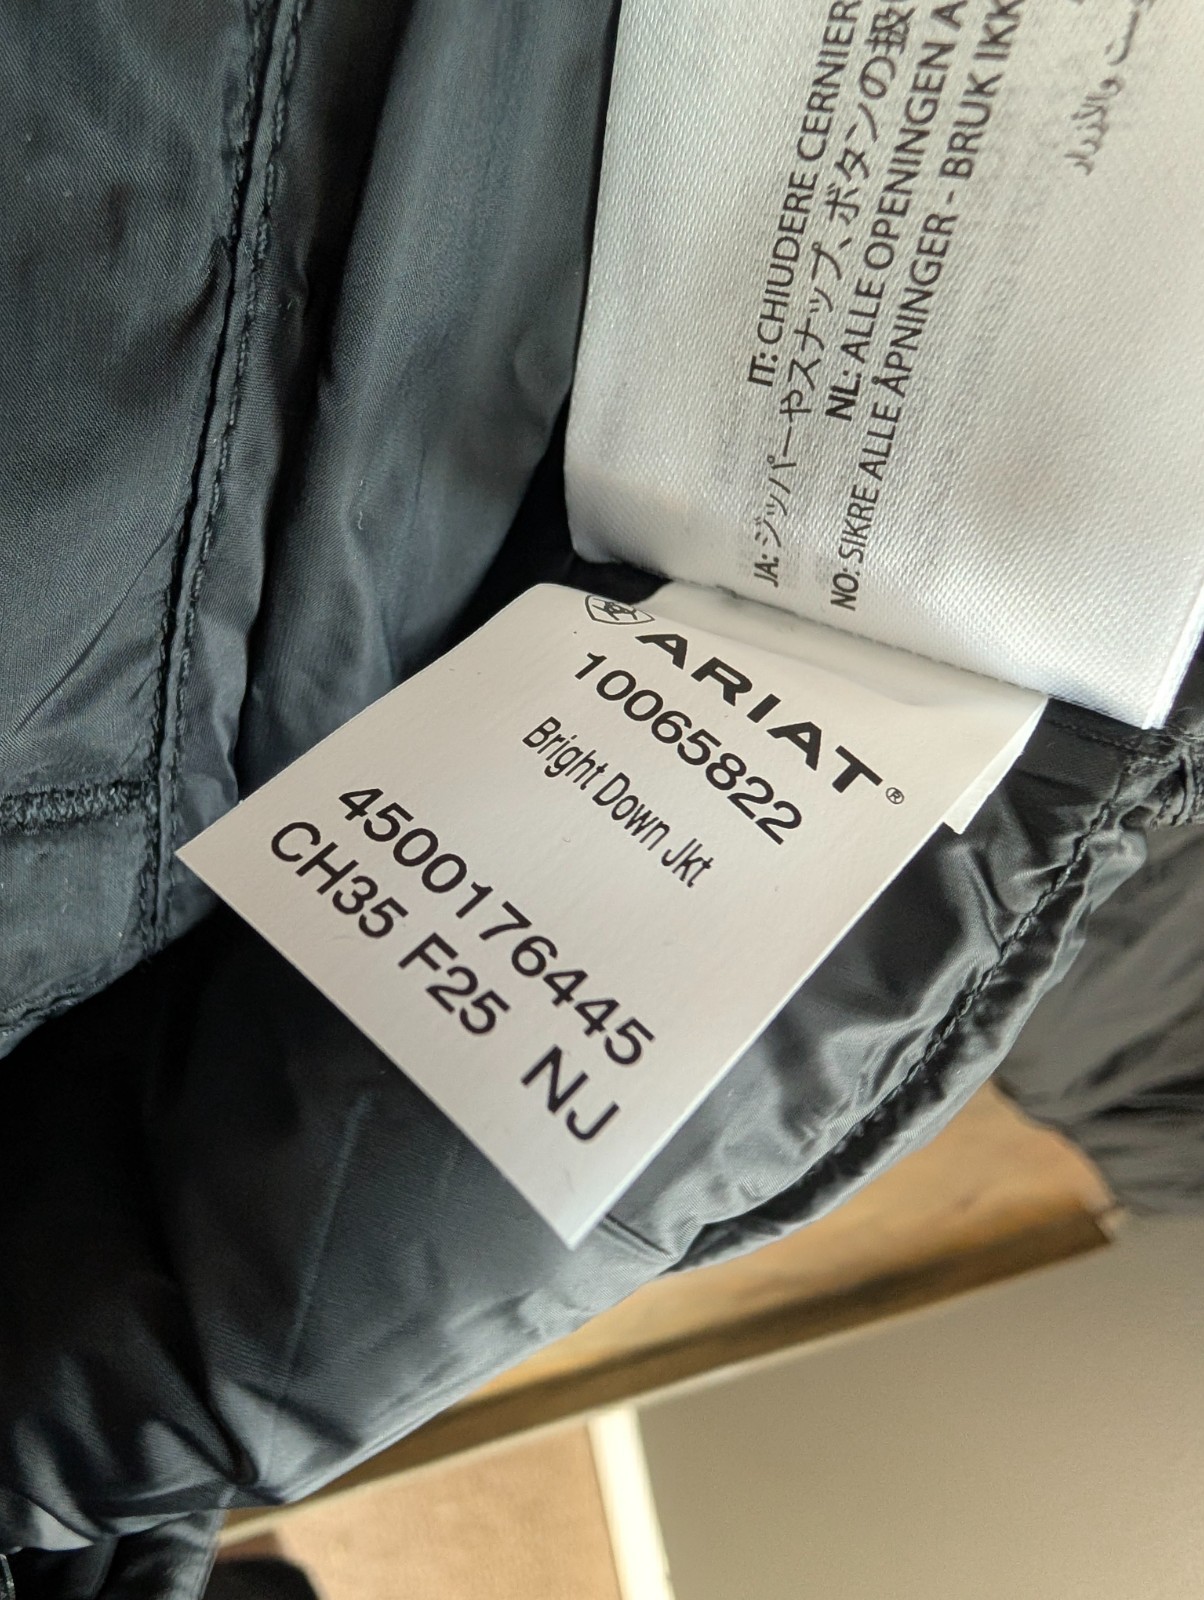 IT: CHIUDERE CERNIER
JA: ジッパーやスナップ、ボタンの扱
NL: ALLE OPENINGEN A
NO: SIKRE ALLE ÅPNINGER - BRUK IKK
ARIAT®
10065822
Bright Down Jkt
4500176445
CH35 F25 NJ